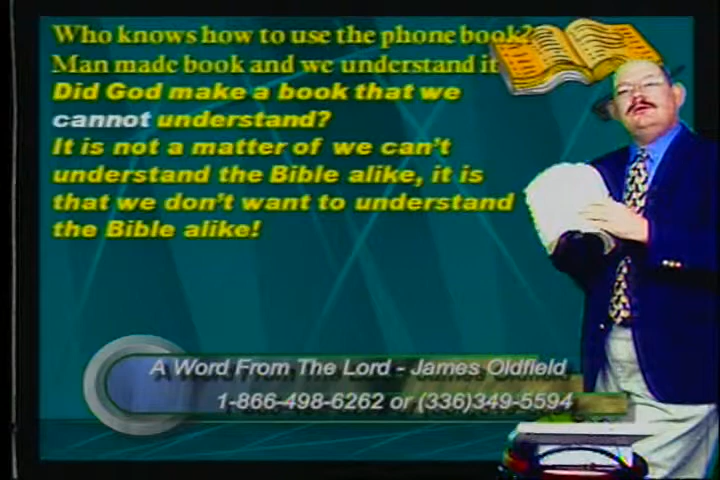 Who knows how to use the phone book?
Man made book and we understand it
Did God make a book that we
cannot understand?
It is not a matter of we can't
understand the Bible alike, it is
that we don't want to understand
the Bible alike!
A Word From The Lord - James Oldfield
1-866-498-6262 or (336)349-5594